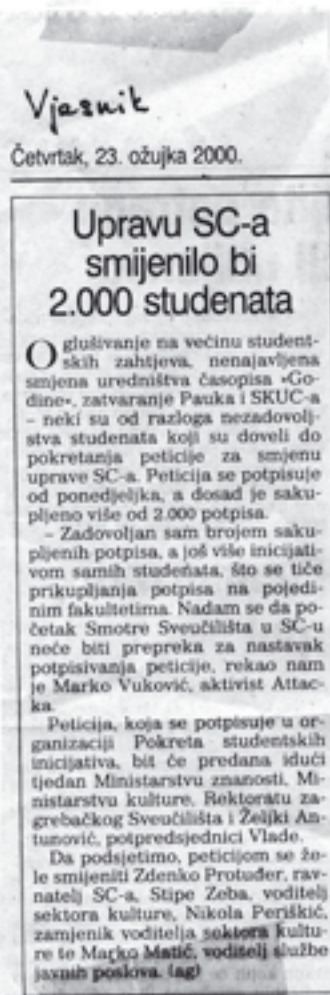 Vjesnik
Četvrtak, 23. ožujka 2000.
Upravu SC-a
smijenilo bi
2.000 studenata
Oglušivanje na većinu student-
skih zahtjeva, nenajavljena
smjena uredništva časopisa »Go-
dine«, zatvaranje Pauka i SKUC-a
– neki su od razloga nezadovolj-
stva studenata koji su doveli do
pokretanja peticije za smjenu
uprave SC-a. Peticija se potpisuje
od ponedjeljka, a dosad je saku-
pljeno više od 2.000 potpisa.
– Zadovoljan sam brojem saku-
pljenih potpisa, a još više inicijati-
vom samih studenata, što se tiče
prikupljanja potpisa na pojedi-
nim fakultetima. Nadam se da po-
četak Smotre Sveučilišta u SC-u
neće biti prepreka za nastavak
potpisivanja peticije, rekao nam
je Marko Vuković, aktivist Attac-
ka.
Peticija, koja se potpisuje u or-
ganizaciji Pokreta studentskih
inicijativa, bit će predana idući
tjedan Ministarstvu znanosti, Mi-
nistarstvu kulture, Rektoratu za-
grebačkog Sveučilišta i Željki An-
tunović, potpredsjednici Vlade.
Da podsjetimo, peticijom se že-
le smijeniti Zdenko Protuđer, rav-
natelj SC-a, Stipe Zeba, voditelj
sektora kulture, Nikola Periškić,
zamjenik voditelja sektora kultu-
re te Marko Matić, voditelj službe
javnih poslova. (ag)